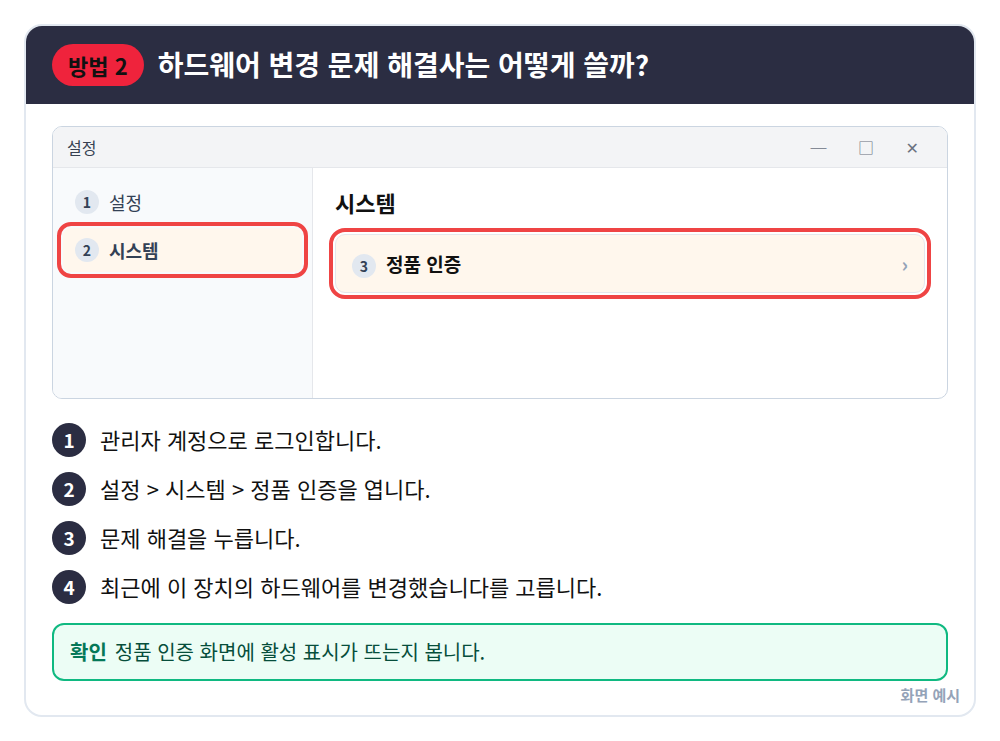 방법 2 하드웨어 변경 문제 해결사는 어떻게 쓸까?
설정
1 설정
2 시스템
시스템
3 정품 인증
1 관리자 계정으로 로그인합니다.
2 설정 > 시스템 > 정품 인증을 엽니다.
3 문제 해결을 누릅니다.
4 최근에 이 장치의 하드웨어를 변경했습니다를 고릅니다.
확인 정품 인증 화면에 활성 표시가 뜨는지 봅니다.
화면 예시